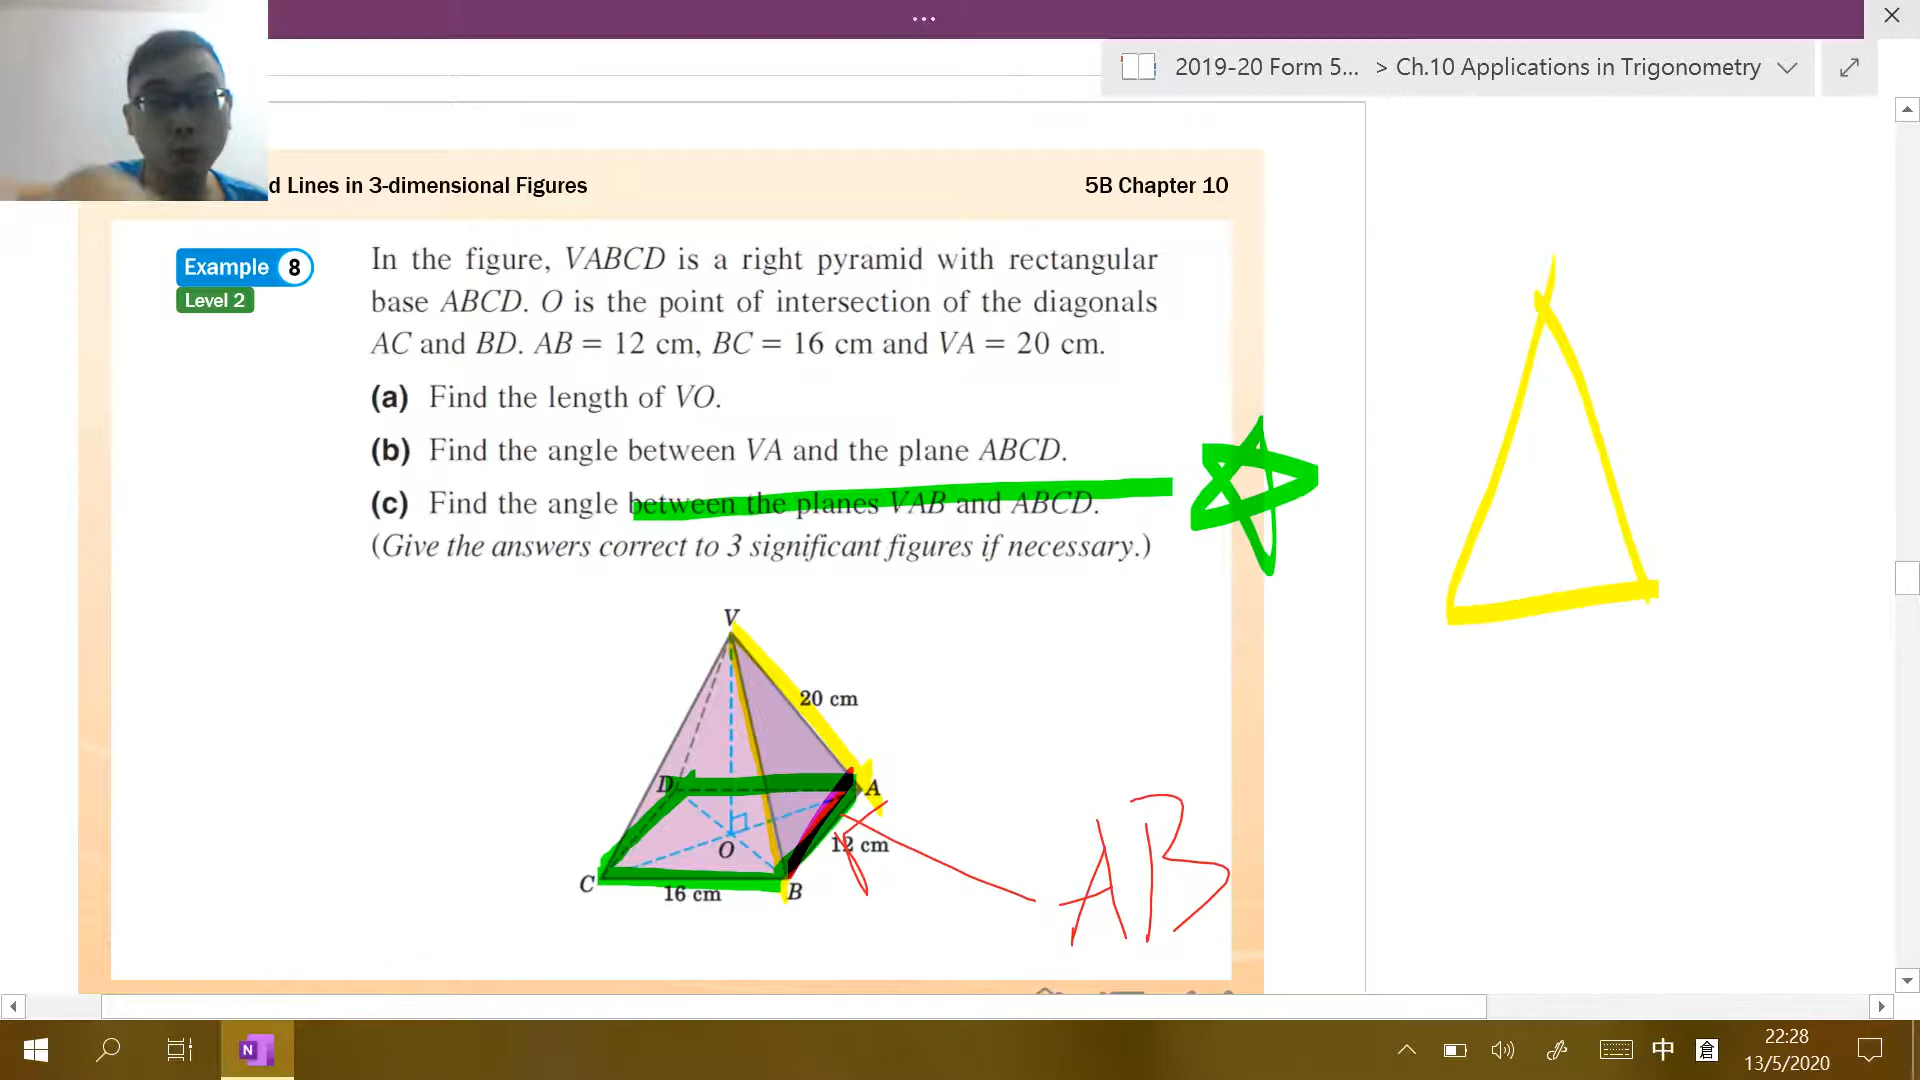 ...
2019-20 Form 5... > Ch.10 Applications in Trigonometry
d Lines in 3-dimensional Figures
5B Chapter 10
Example 8
Level 2
In the figure, VABCD is a right pyramid with rectangular
base ABCD. O is the point of intersection of the diagonals
AC and BD. AB = 12 cm, BC = 16 cm and VA = 20 cm.
(a) Find the length of VO.
(b) Find the angle between VA and the plane ABCD.
(c) Find the angle between the planes VAB and ABCD.
(Give the answers correct to 3 significant figures if necessary.)
V
20 cm
D
A
O
12 cm
C
16 cm
B
AB
N
中
倉
22:28
13/5/2020